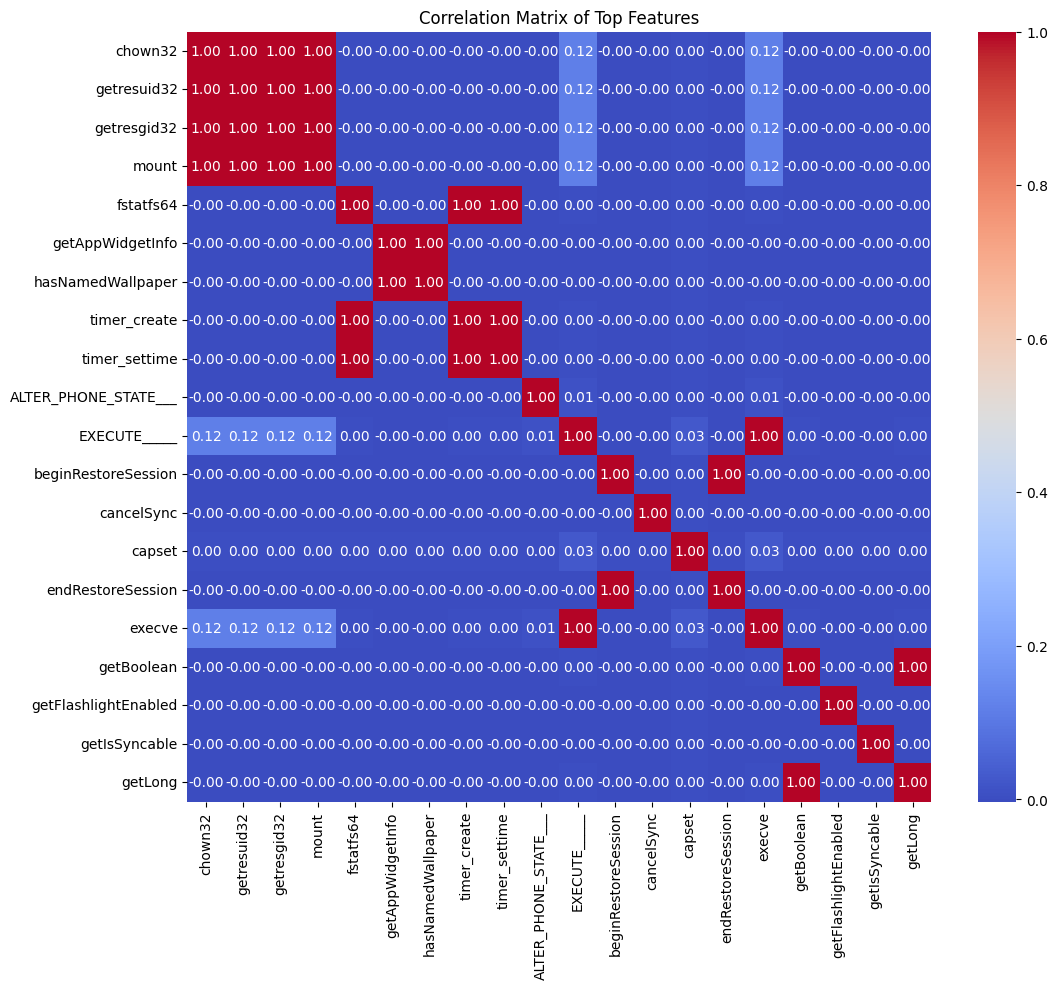 Correlation Matrix of Top Features
chown32 1.00 1.00 1.00 1.00 -0.00 -0.00 -0.00 -0.00 -0.00 -0.00 0.12 -0.00 -0.00 0.00 -0.00 0.12 -0.00 -0.00 -0.00 -0.00
getresuid32 1.00 1.00 1.00 1.00 -0.00 -0.00 -0.00 -0.00 -0.00 -0.00 0.12 -0.00 -0.00 0.00 -0.00 0.12 -0.00 -0.00 -0.00 -0.00
getresgid32 1.00 1.00 1.00 1.00 -0.00 -0.00 -0.00 -0.00 -0.00 -0.00 0.12 -0.00 -0.00 0.00 -0.00 0.12 -0.00 -0.00 -0.00 -0.00
mount 1.00 1.00 1.00 1.00 -0.00 -0.00 -0.00 -0.00 -0.00 -0.00 0.12 -0.00 -0.00 0.00 -0.00 0.12 -0.00 -0.00 -0.00 -0.00
fstatfs64 -0.00 -0.00 -0.00 -0.00 1.00 -0.00 -0.00 1.00 1.00 -0.00 0.00 -0.00 -0.00 0.00 -0.00 0.00 -0.00 -0.00 -0.00 -0.00
getAppWidgetInfo -0.00 -0.00 -0.00 -0.00 -0.00 1.00 1.00 -0.00 -0.00 -0.00 -0.00 -0.00 -0.00 0.00 -0.00 -0.00 -0.00 -0.00 -0.00 -0.00
hasNamedWallpaper -0.00 -0.00 -0.00 -0.00 -0.00 1.00 1.00 -0.00 -0.00 -0.00 -0.00 -0.00 -0.00 0.00 -0.00 -0.00 -0.00 -0.00 -0.00 -0.00
timer_create -0.00 -0.00 -0.00 -0.00 1.00 -0.00 -0.00 1.00 1.00 -0.00 0.00 -0.00 -0.00 0.00 -0.00 0.00 -0.00 -0.00 -0.00 -0.00
timer_settime -0.00 -0.00 -0.00 -0.00 1.00 -0.00 -0.00 1.00 1.00 -0.00 0.00 -0.00 -0.00 0.00 -0.00 0.00 -0.00 -0.00 -0.00 -0.00
ALTER_PHONE_STATE___ -0.00 -0.00 -0.00 -0.00 -0.00 -0.00 -0.00 -0.00 -0.00 1.00 0.01 -0.00 -0.00 0.00 -0.00 0.01 -0.00 -0.00 -0.00 -0.00
EXECUTE_____ 0.12 0.12 0.12 0.12 0.00 -0.00 -0.00 0.00 0.00 0.01 1.00 -0.00 -0.00 0.03 -0.00 1.00 0.00 -0.00 -0.00 0.00
beginRestoreSession -0.00 -0.00 -0.00 -0.00 -0.00 -0.00 -0.00 -0.00 -0.00 -0.00 -0.00 1.00 -0.00 0.00 1.00 -0.00 -0.00 -0.00 -0.00 -0.00
cancelSync -0.00 -0.00 -0.00 -0.00 -0.00 -0.00 -0.00 -0.00 -0.00 -0.00 -0.00 -0.00 1.00 0.00 -0.00 -0.00 -0.00 -0.00 -0.00 -0.00
capset 0.00 0.00 0.00 0.00 0.00 0.00 0.00 0.00 0.00 0.00 0.03 0.00 0.00 1.00 0.00 0.03 0.00 0.00 0.00 0.00
endRestoreSession -0.00 -0.00 -0.00 -0.00 -0.00 -0.00 -0.00 -0.00 -0.00 -0.00 -0.00 1.00 -0.00 0.00 1.00 -0.00 -0.00 -0.00 -0.00 -0.00
execve 0.12 0.12 0.12 0.12 0.00 -0.00 -0.00 0.00 0.00 0.01 1.00 -0.00 -0.00 0.03 -0.00 1.00 0.00 -0.00 -0.00 0.00
getBoolean -0.00 -0.00 -0.00 -0.00 -0.00 -0.00 -0.00 -0.00 -0.00 -0.00 0.00 -0.00 -0.00 0.00 -0.00 0.00 1.00 -0.00 -0.00 1.00
getFlashlightEnabled -0.00 -0.00 -0.00 -0.00 -0.00 -0.00 -0.00 -0.00 -0.00 -0.00 -0.00 -0.00 -0.00 0.00 -0.00 -0.00 -0.00 1.00 -0.00 -0.00
getIsSyncable -0.00 -0.00 -0.00 -0.00 -0.00 -0.00 -0.00 -0.00 -0.00 -0.00 -0.00 -0.00 -0.00 0.00 -0.00 -0.00 -0.00 -0.00 1.00 -0.00
getLong -0.00 -0.00 -0.00 -0.00 -0.00 -0.00 -0.00 -0.00 -0.00 -0.00 0.00 -0.00 -0.00 0.00 -0.00 0.00 1.00 -0.00 -0.00 1.00
chown32
getresuid32
getresgid32
mount
fstatfs64
getAppWidgetInfo
hasNamedWallpaper
timer_create
timer_settime
ALTER_PHONE_STATE___
EXECUTE_____
beginRestoreSession
cancelSync
capset
endRestoreSession
execve
getBoolean
getFlashlightEnabled
getIsSyncable
getLong
1.0
0.8
0.6
0.4
0.2
0.0